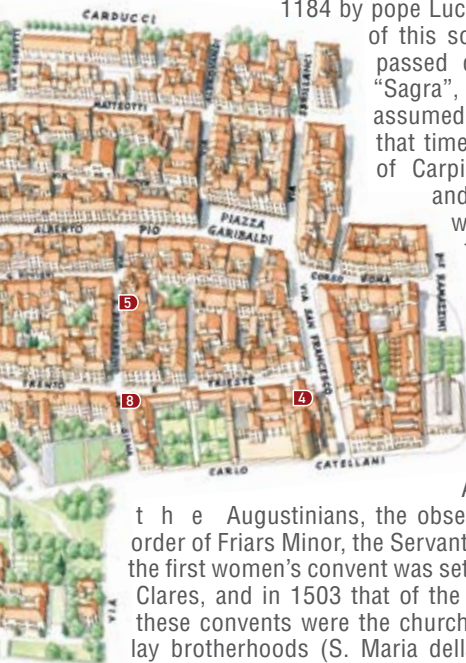 CARDUCCI
1184 by pope Luc
of this so
passed
"Sagra",
assumed
that time
of Carpi
and
w
MATTEOTTI
VIA
ALBERTO PIO
PIAZZA
GARIBALDI
CORSO ROMA
VIA SAN FRANCESCO
5
TRENTO E TRIESTE
8
4
CARLO CATELLANI
VIA
A
the Augustinians, the obse
order of Friars Minor, the Servant
the first women's convent was set
Clares, and in 1503 that of the
these convents were the church
lay brotherhoods (S. Maria dell